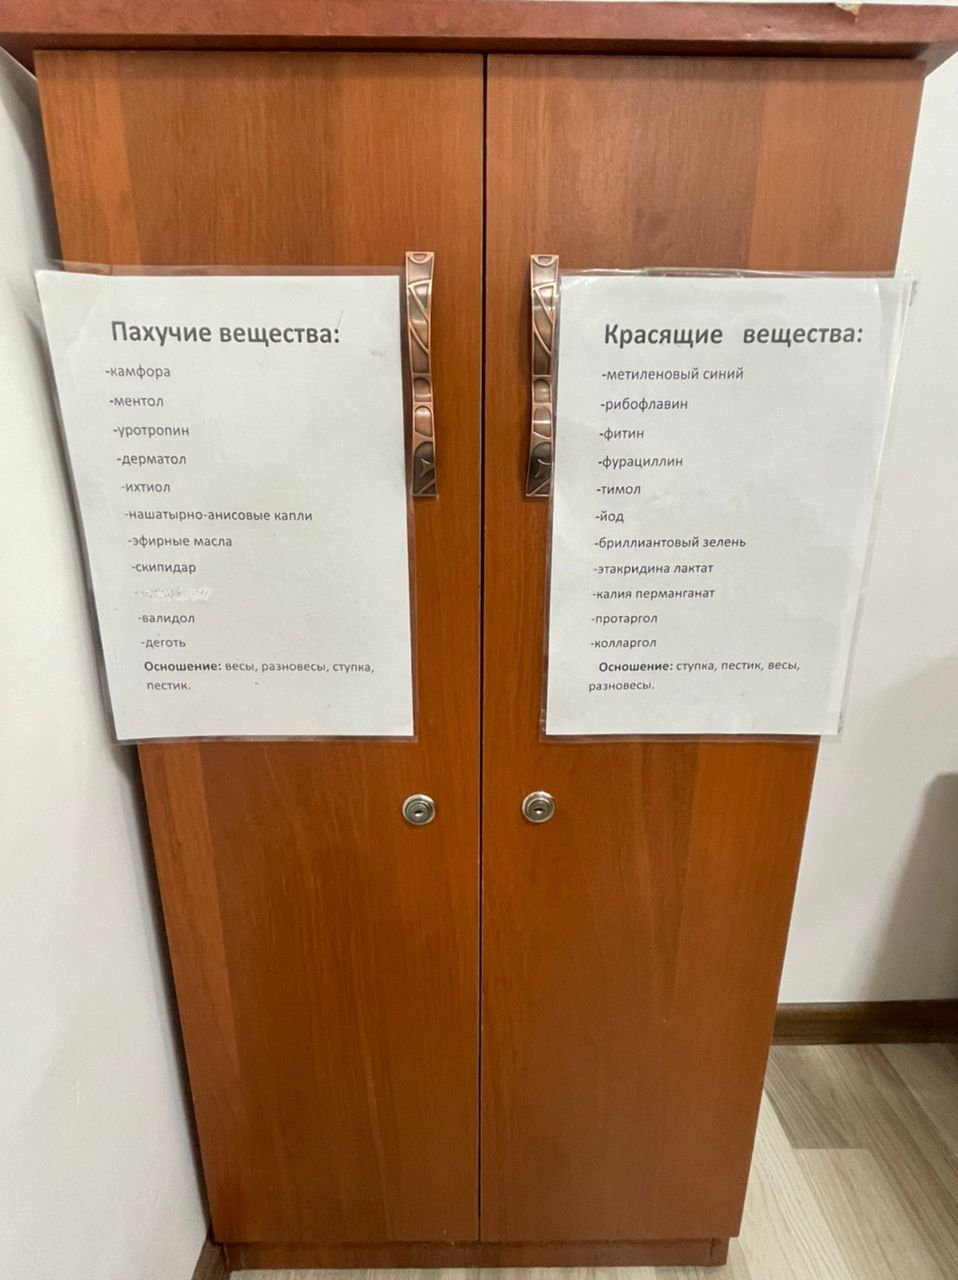 Пахучие вещества:
-камфора
-ментол
-уротропин
-дерматол
-ихтиол
-нашатырно-анисовые капли
-эфирные масла
-скипидар
-валидол
-деготь
Осношение: весы, разновесы, ступка,
пестик.
Красящие вещества:
-метиленовый синий
-рибофлавин
-фитин
-фурациллин
-тимол
-йод
-бриллиантовый зелень
-этакридина лактат
-калия перманганат
-протаргол
-колларгол
Осношение: ступка, пестик, весы,
разновесы.